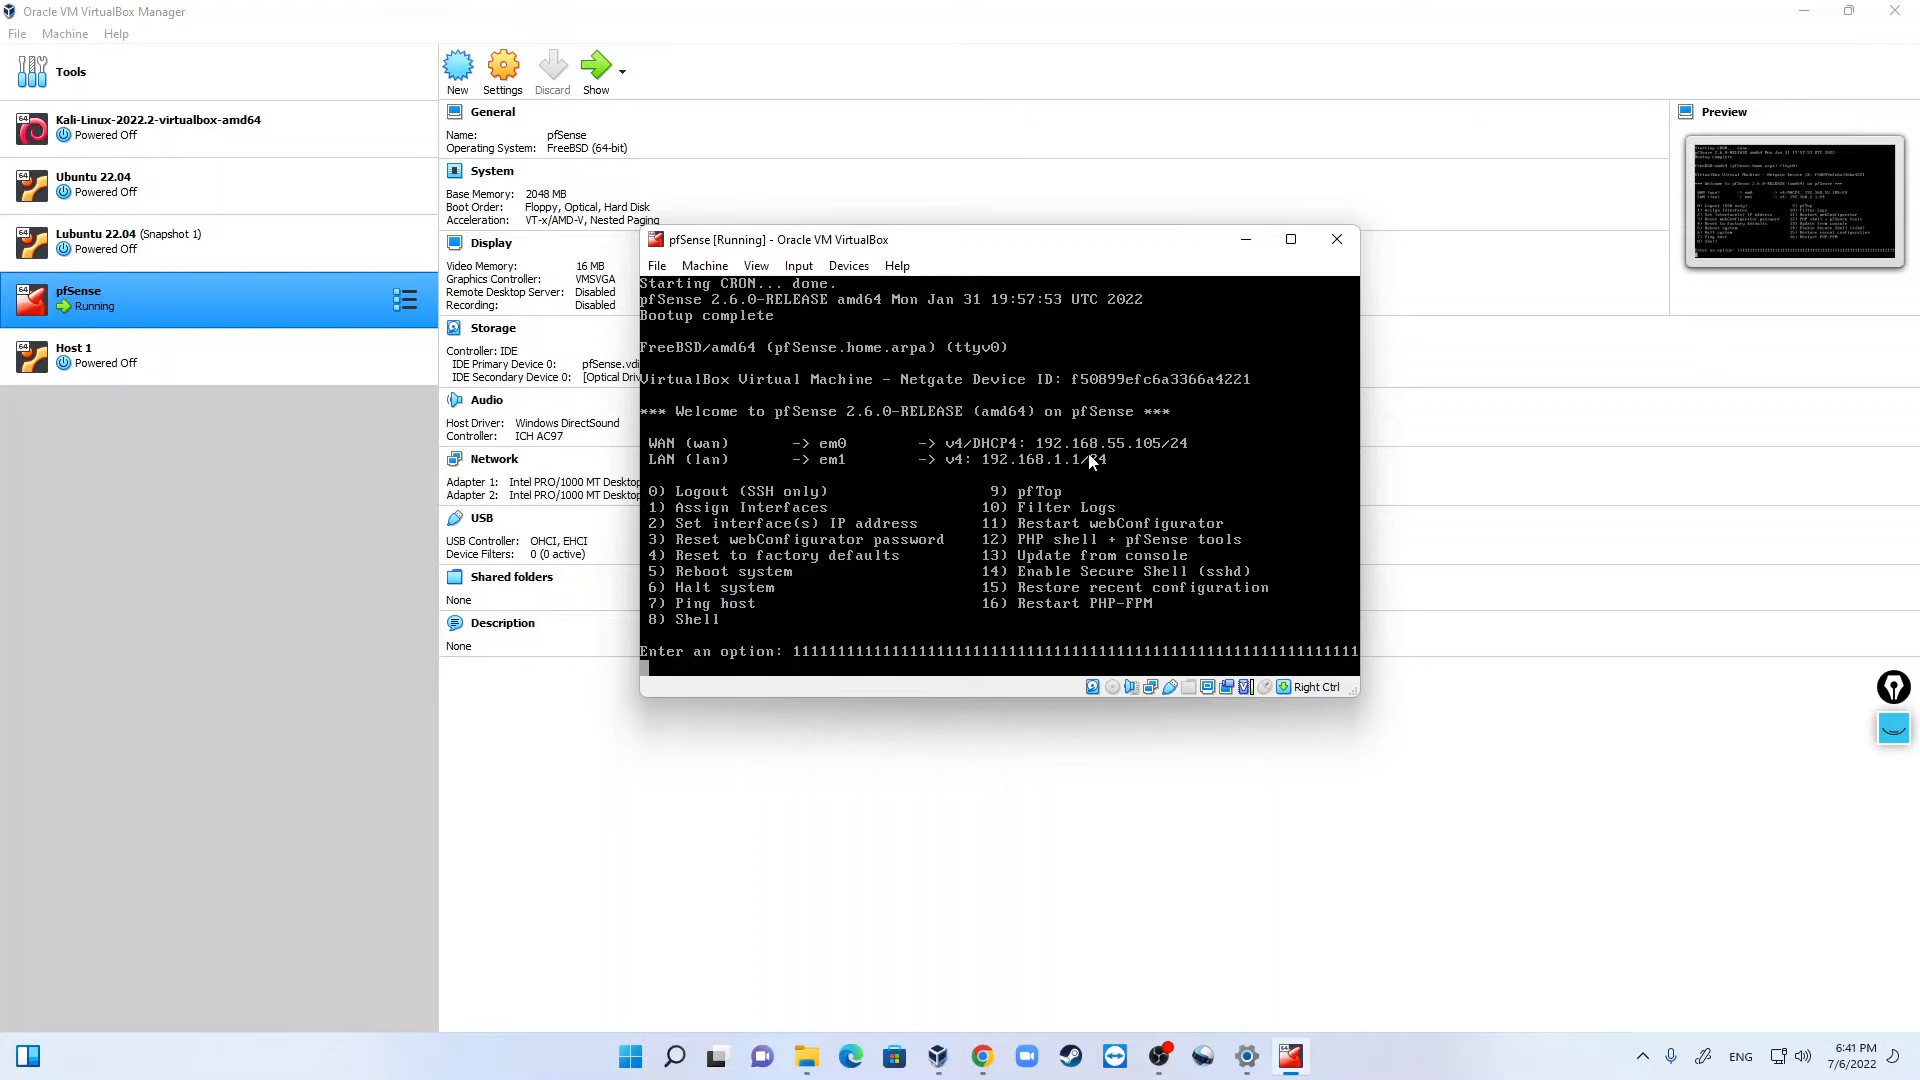 Oracle VM VirtualBox Manager
File Machine Help
Tools
Kali-Linux-2022.2-virtualbox-amd64
Powered Off
Ubuntu 22.04
Powered Off
Lubuntu 22.04 (Snapshot 1)
Powered Off
pfSense
Running
Host 1
Powered Off
New Settings Discard Show
General
Name: pfSense
Operating System: FreeBSD (64-bit)
System
Base Memory: 2048 MB
Boot Order: Floppy, Optical, Hard Disk
Acceleration: VT-x/AMD-V, Nested Paging
Display
Video Memory: 16 MB
Graphics Controller: VMSVGA
Remote Desktop Server: Disabled
Recording: Disabled
Storage
Controller: IDE
IDE Primary Device 0: pfSense.vdi
IDE Secondary Device 0: [Optical Driv
Audio
Host Driver: Windows DirectSound
Controller: ICH AC97
Network
Adapter 1: Intel PRO/1000 MT Desktop
Adapter 2: Intel PRO/1000 MT Desktop
USB
USB Controller: OHCI, EHCI
Device Filters: 0 (0 active)
Shared folders
None
Description
None
Preview
pfSense [Running] - Oracle VM VirtualBox
File Machine View Input Devices Help
Starting CRON... done.
pfSense 2.6.0-RELEASE amd64 Mon Jan 31 19:57:53 UTC 2022
Bootup complete
FreeBSD/amd64 (pfSense.home.arpa) (ttyv0)
VirtualBox Virtual Machine - Netgate Device ID: f50899efc6a3366a4221
*** Welcome to pfSense 2.6.0-RELEASE (amd64) on pfSense ***
WAN (wan) -> em0 -> v4/DHCP4: 192.168.55.105/24
LAN (lan) -> em1 -> v4: 192.168.1.1/24
0) Logout (SSH only) 9) pfTop
1) Assign Interfaces 10) Filter Logs
2) Set interface(s) IP address 11) Restart webConfigurator
3) Reset webConfigurator password 12) PHP shell + pfSense tools
4) Reset to factory defaults 13) Update from console
5) Reboot system 14) Enable Secure Shell (sshd)
6) Halt system 15) Restore recent configuration
7) Ping host 16) Restart PHP-FPM
8) Shell
Enter an option: 111111111111111111111111111111111111111111111111111111111111111
Right Ctrl
ENG
6:41 PM
7/6/2022